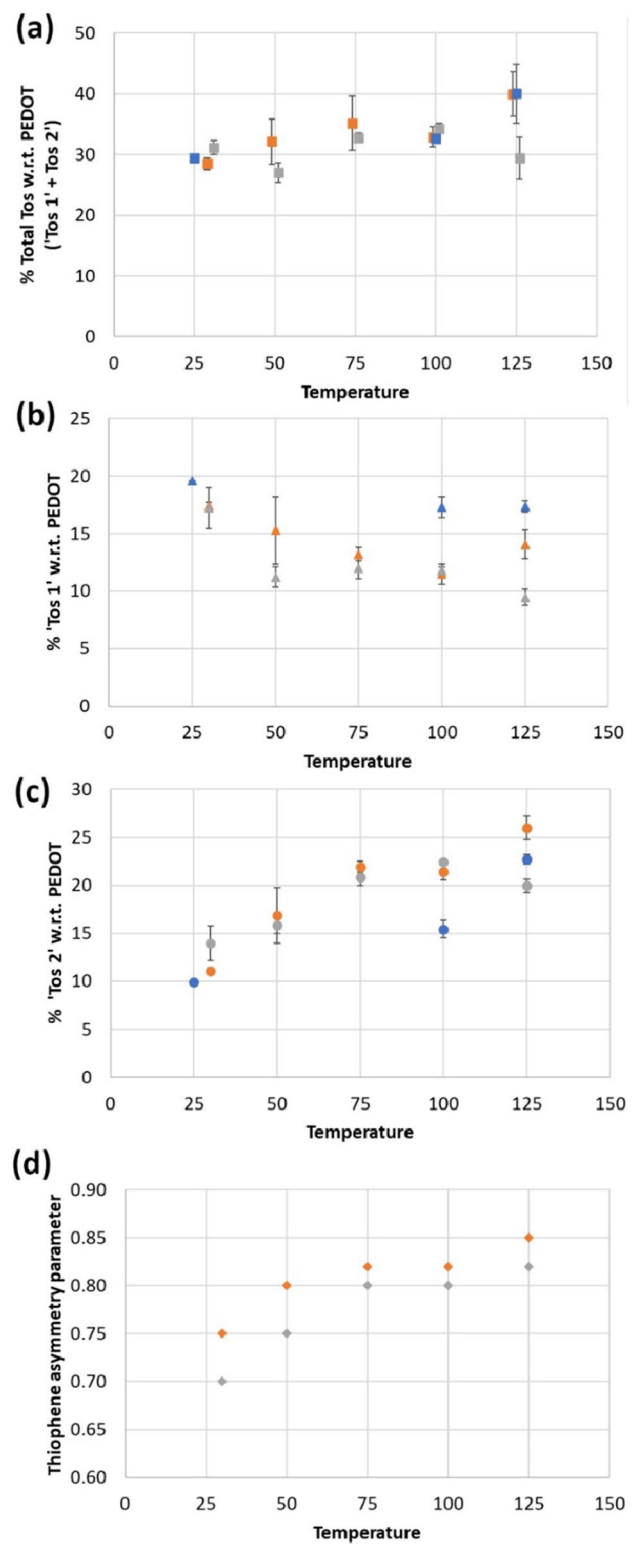 (a)
% Total Tos w.r.t. PEDOT
('Tos 1' + Tos 2')
50
40
30
20
10
0
0 25 50 75 100 125 150
Temperature
(b)
% 'Tos 1' w.r.t. PEDOT
25
20
15
10
5
0
0 25 50 75 100 125 150
Temperature
(c)
% 'Tos 2' w.r.t. PEDOT
30
25
20
15
10
5
0
0 25 50 75 100 125 150
Temperature
(d)
Thiophene asymmetry parameter
0.90
0.85
0.80
0.75
0.70
0.65
0.60
0 25 50 75 100 125 150
Temperature